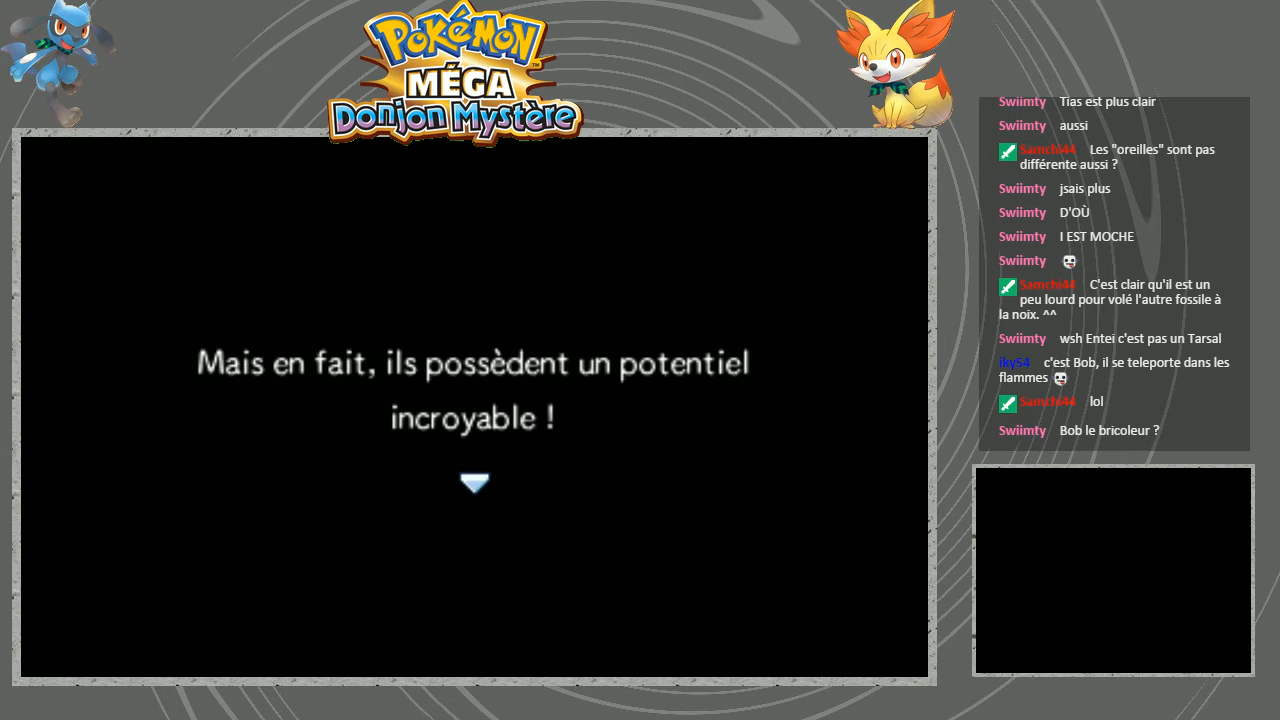 POKÉMON
MÉGA
Donjon Mystère
Mais en fait, ils possèdent un potentiel
incroyable !
Swiimty Tias est plus clair
Swiimty aussi
Samchi44 Les "oreilles" sont pas
différente aussi ?
Swiimty jsais plus
Swiimty D'OÙ
Swiimty I EST MOCHE
Swiimty
Samchi44 C'est clair qu'il est un
peu lourd pour volé l'autre fossile à
la noix. ^^
Swiimty wsh Entei c'est pas un Tarsal
iky54 c'est Bob, il se teleporte dans les
flammes
Samchi44 lol
Swiimty Bob le bricoleur ?